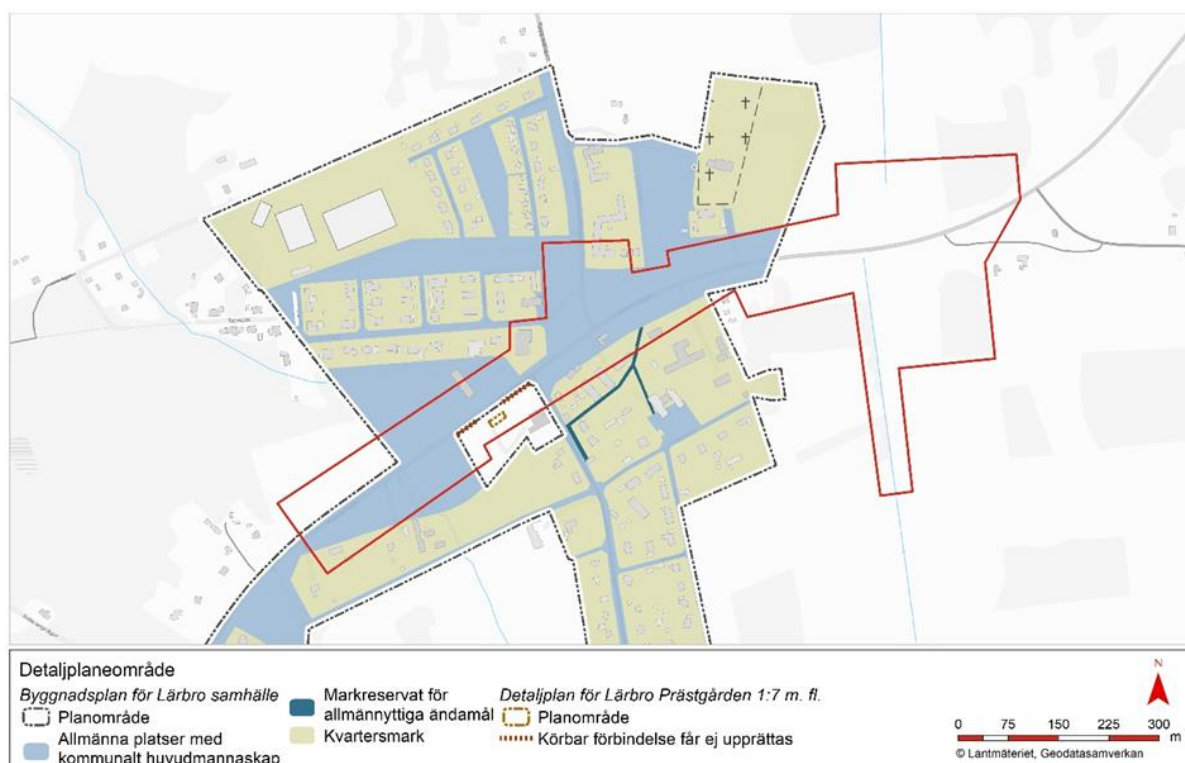 Detaljplaneområde
Byggnadsplan för Lärbro samhälle
Planområde
Allmänna platser med
kommunalt huvudmannaskap
Markreservat för
allmännyttiga ändamål
Kvartersmark
Detaljplan för Lärbro Prästgården 1:7 m. fl.
Planområde
Körbar förbindelse får ej upprättas
N
0 75 150 225 300
m
© Lantmäteriet, Geodatasamverkan